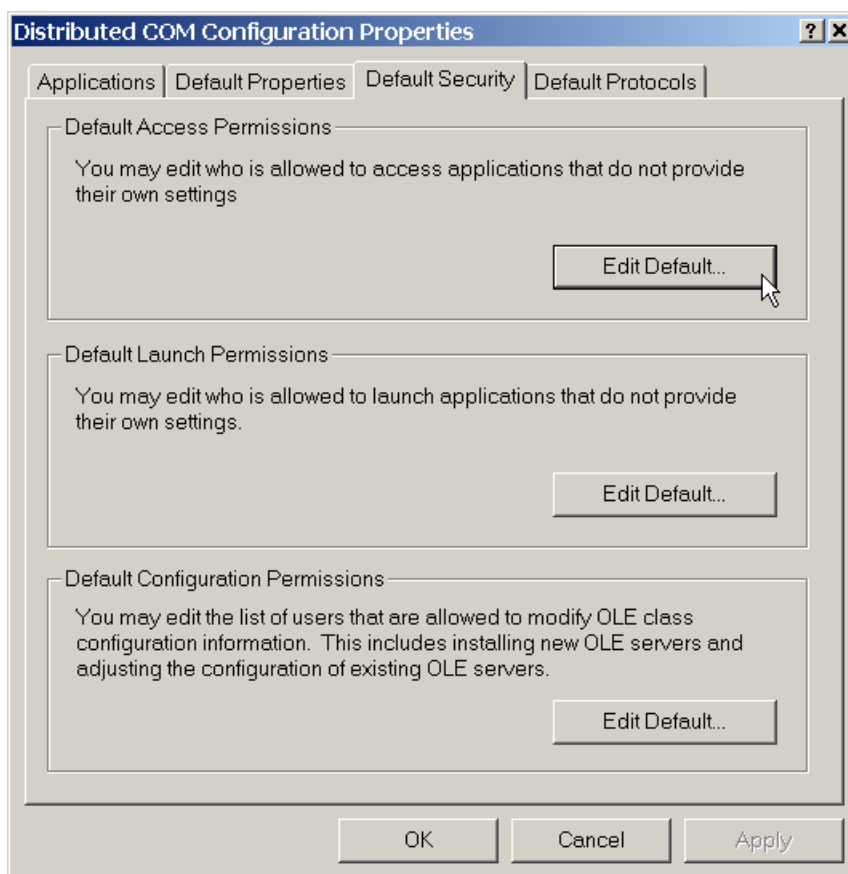 Distributed COM Configuration Properties
Applications
Default Properties
Default Security
Default Protocols
Default Access Permissions
You may edit who is allowed to access applications that do not provide
their own settings
Edit Default...
Default Launch Permissions
You may edit who is allowed to launch applications that do not provide
their own settings.
Edit Default...
Default Configuration Permissions
You may edit the list of users that are allowed to modify OLE class
configuration information.  This includes installing new OLE servers and
adjusting the configuration of existing OLE servers.
Edit Default...
OK
Cancel
Apply